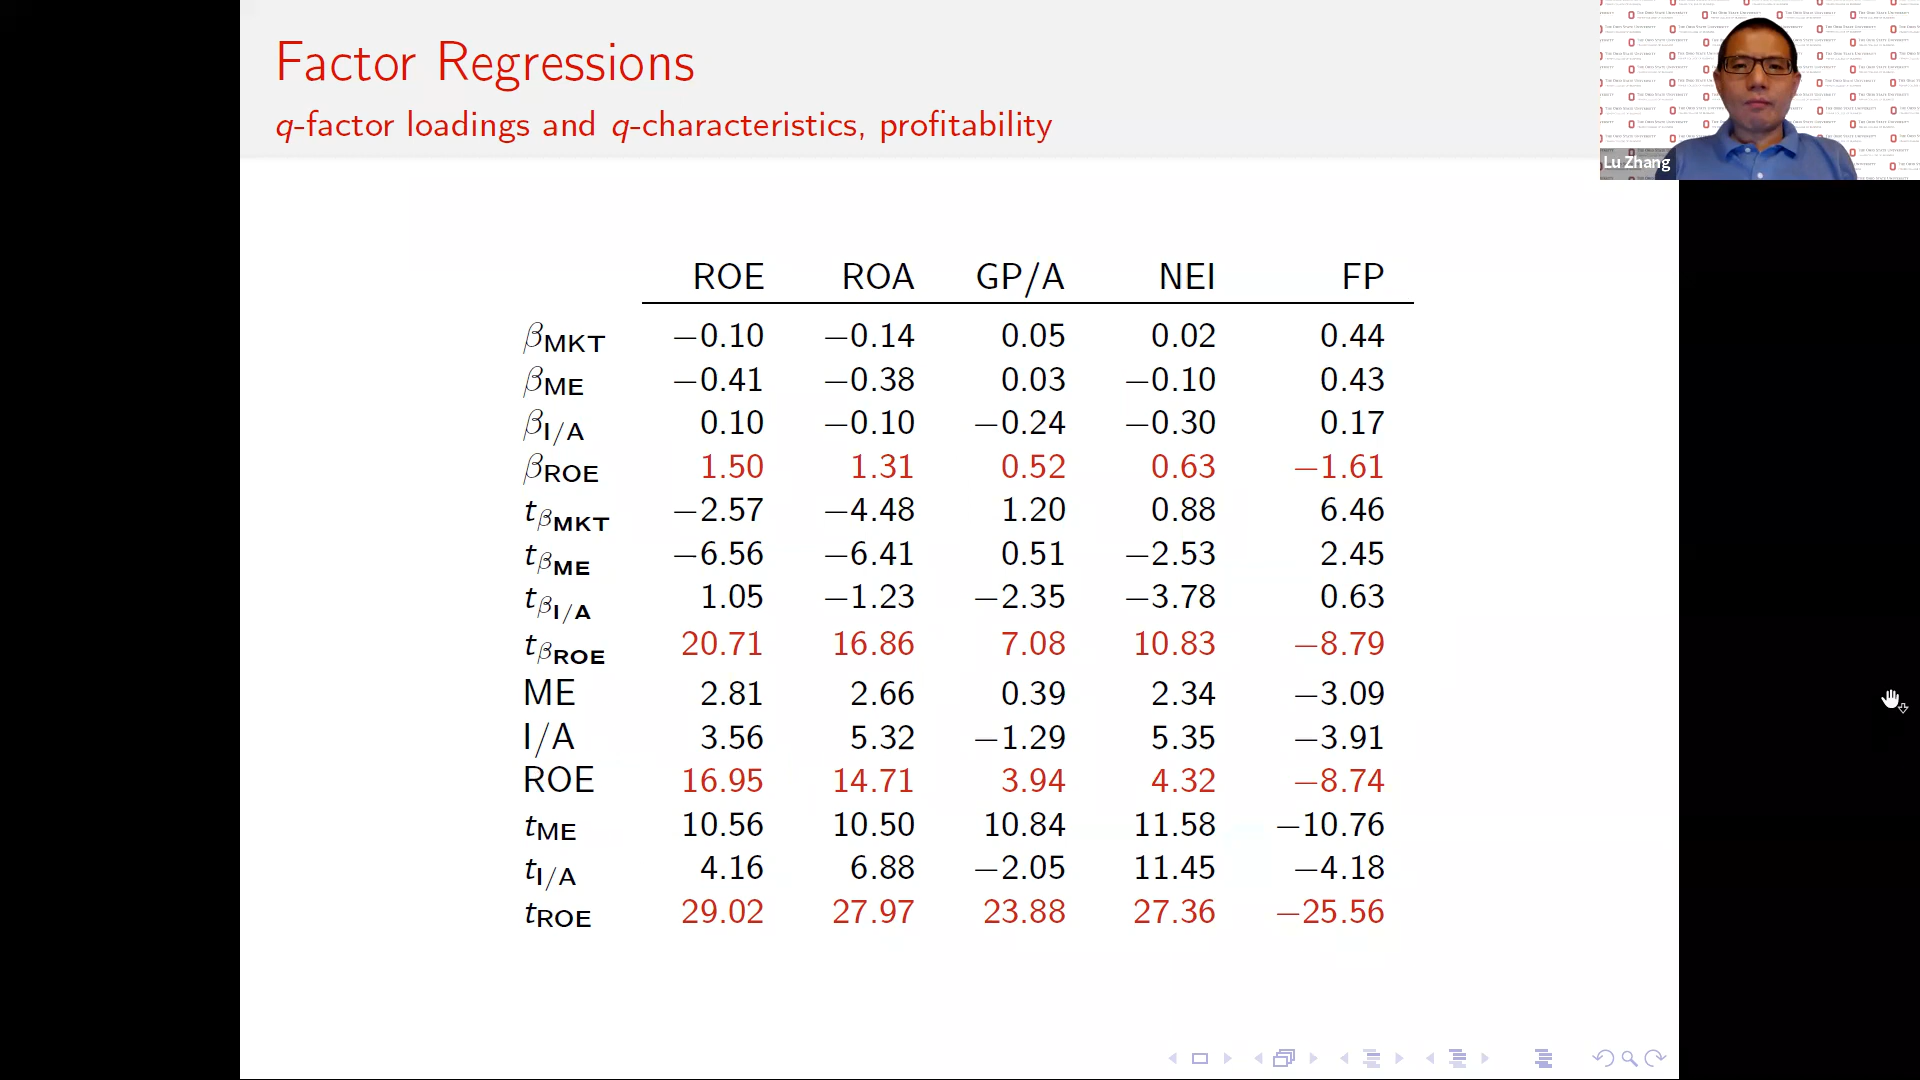 Factor Regressions
q-factor loadings and q-characteristics, profitability
Lu Zhang
ROE ROA GP/A NEI FP
βMKT −0.10 −0.14 0.05 0.02 0.44
βME −0.41 −0.38 0.03 −0.10 0.43
βI/A 0.10 −0.10 −0.24 −0.30 0.17
βROE 1.50 1.31 0.52 0.63 −1.61
tβMKT −2.57 −4.48 1.20 0.88 6.46
tβME −6.56 −6.41 0.51 −2.53 2.45
tβI/A 1.05 −1.23 −2.35 −3.78 0.63
tβROE 20.71 16.86 7.08 10.83 −8.79
ME 2.81 2.66 0.39 2.34 −3.09
I/A 3.56 5.32 −1.29 5.35 −3.91
ROE 16.95 14.71 3.94 4.32 −8.74
tME 10.56 10.50 10.84 11.58 −10.76
tI/A 4.16 6.88 −2.05 11.45 −4.18
tROE 29.02 27.97 23.88 27.36 −25.56